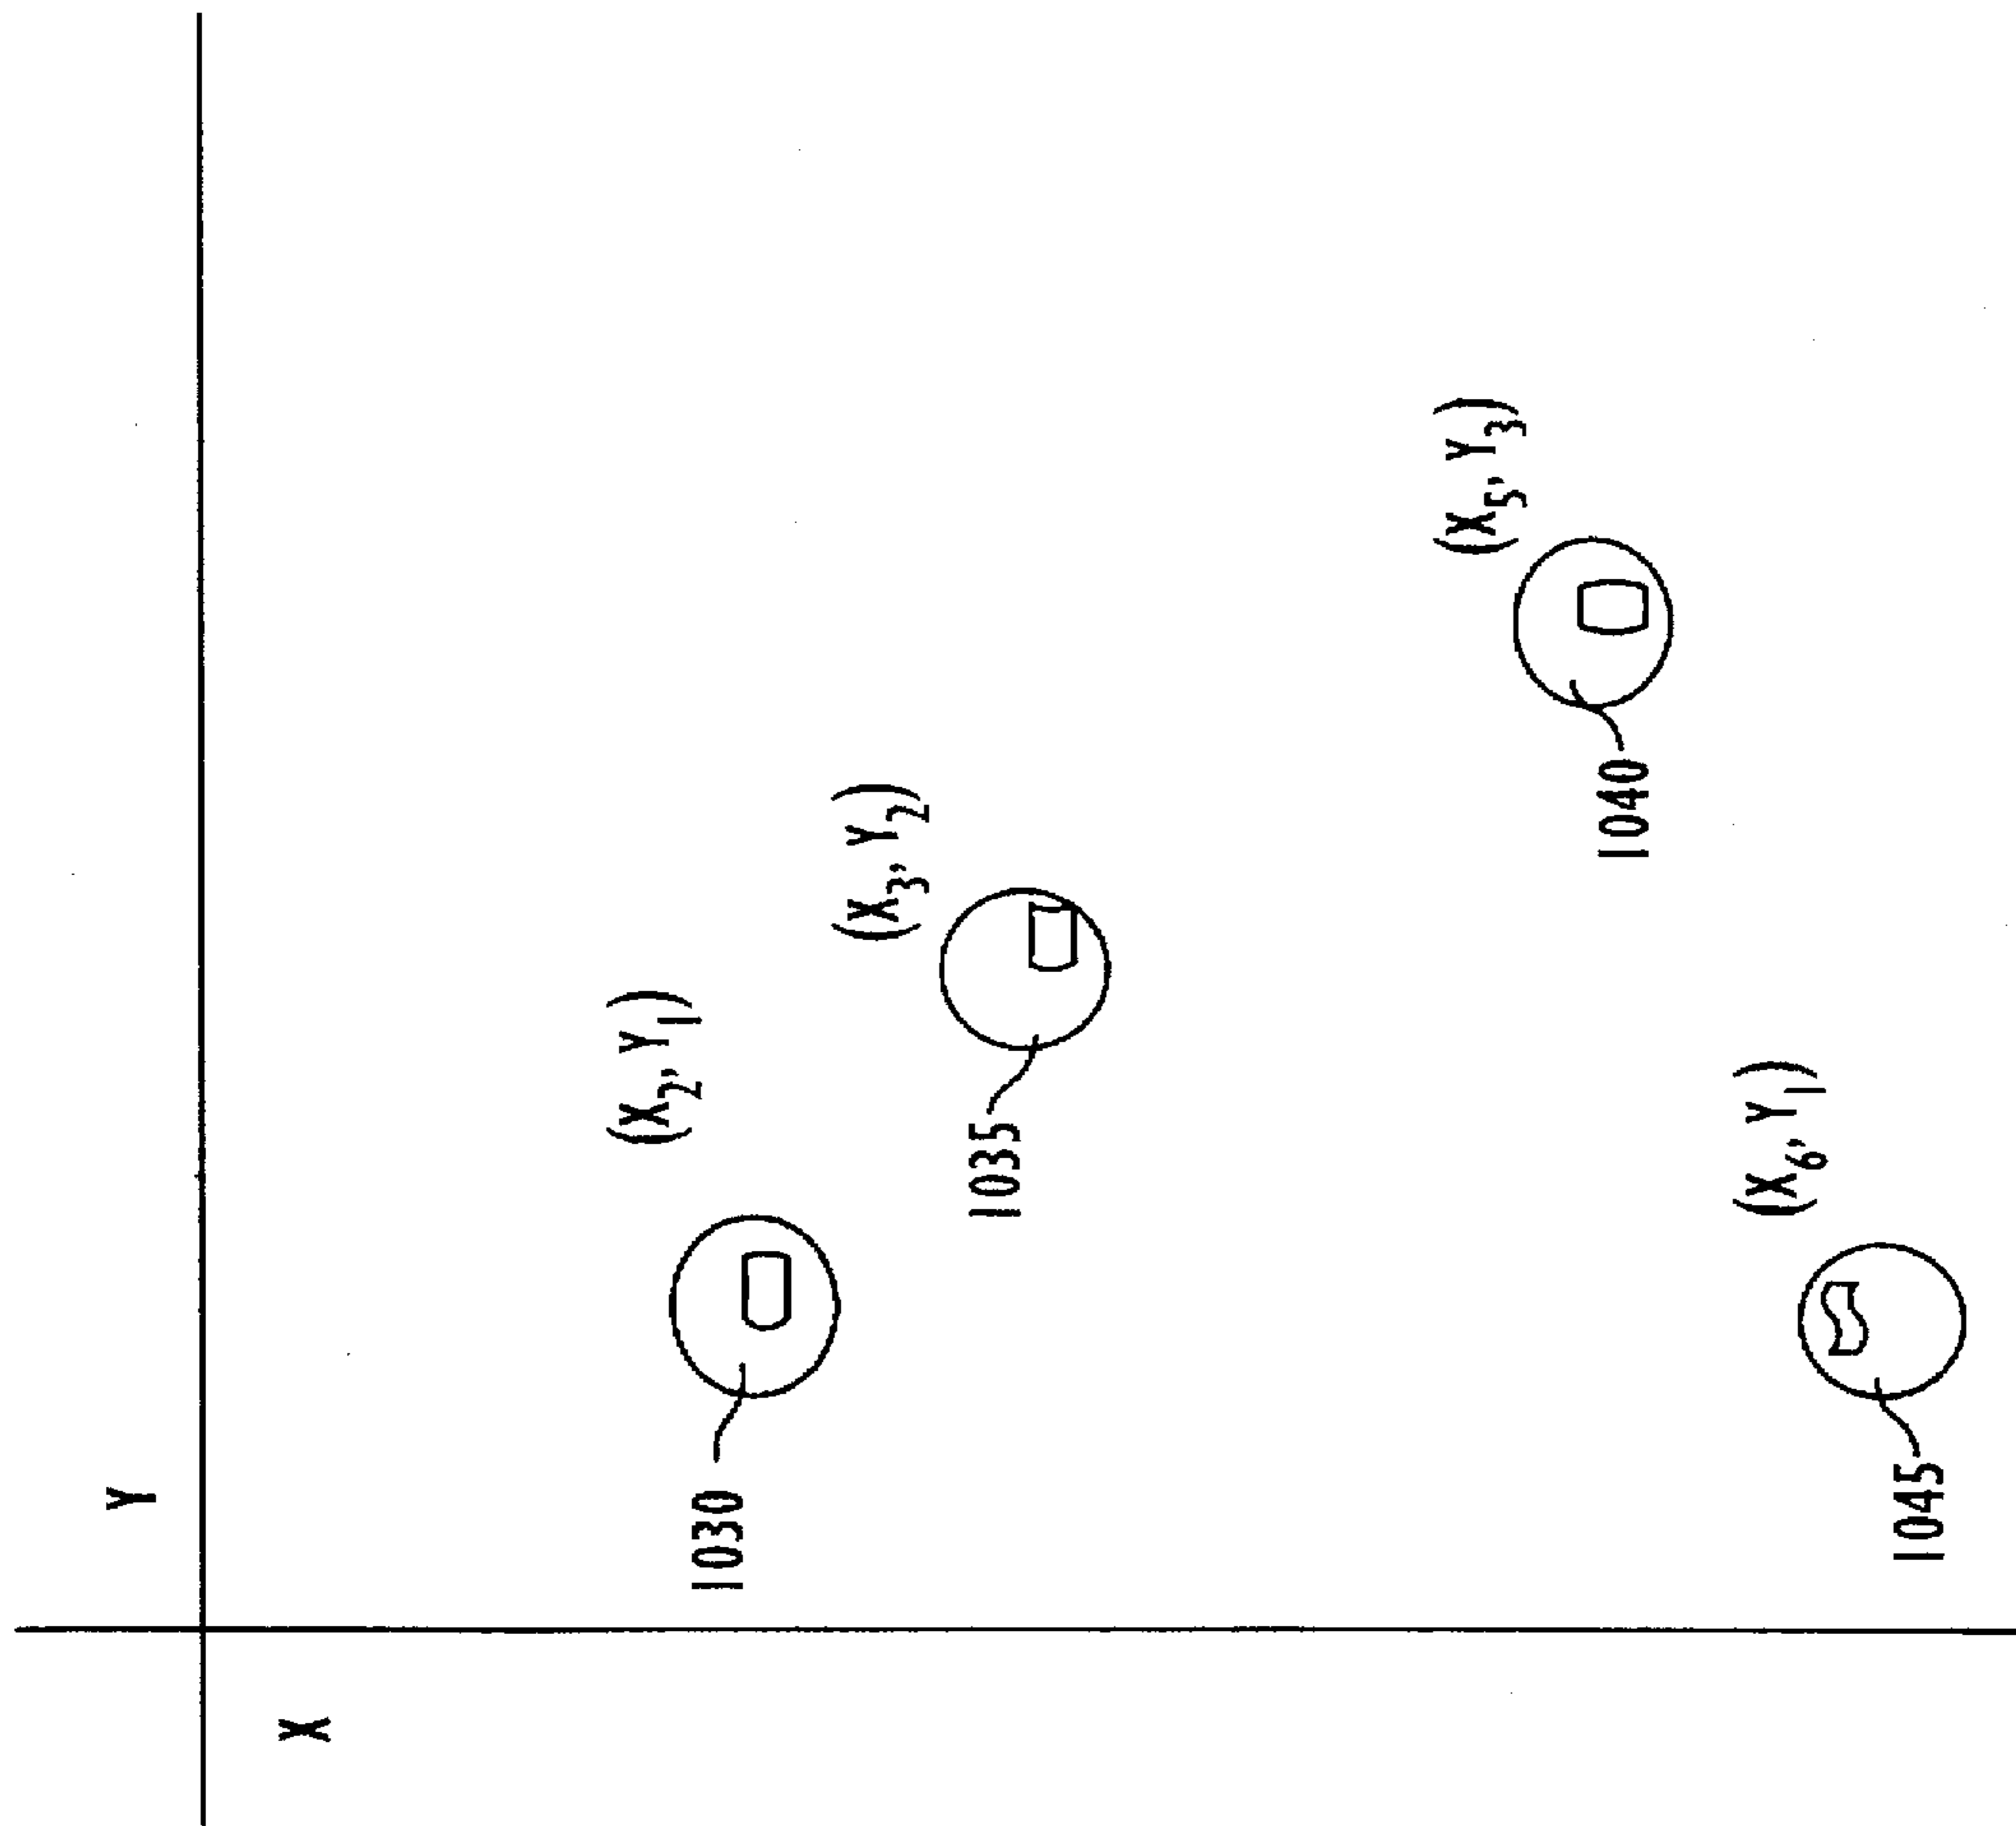 Y
X
1030
(X₂, Y₁)
1035
(X₃, Y₂)
1040
(X₅, Y₃)
1045
(X₆, Y₁)